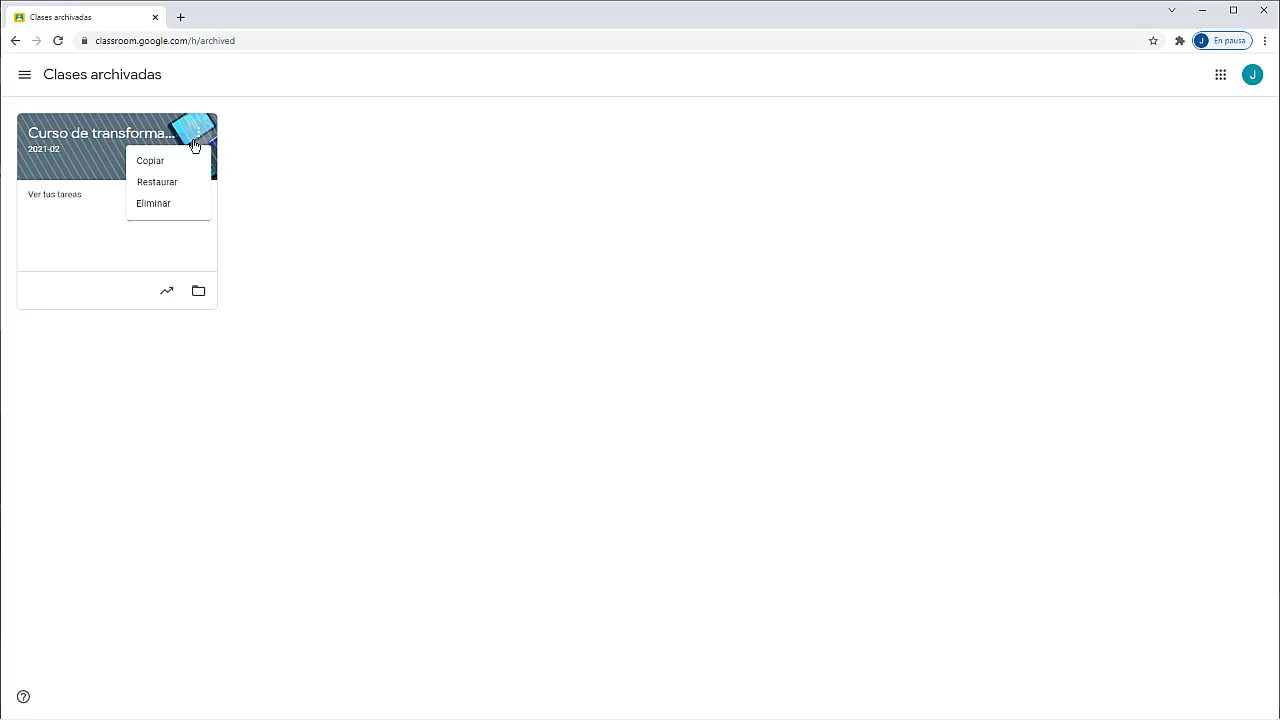 Clases archivadas
classroom.google.com/h/archived
J
En pausa
Clases archivadas
J
Curso de transforma...
2021-02
Copiar
Restaurar
Eliminar
Ver tus tareas